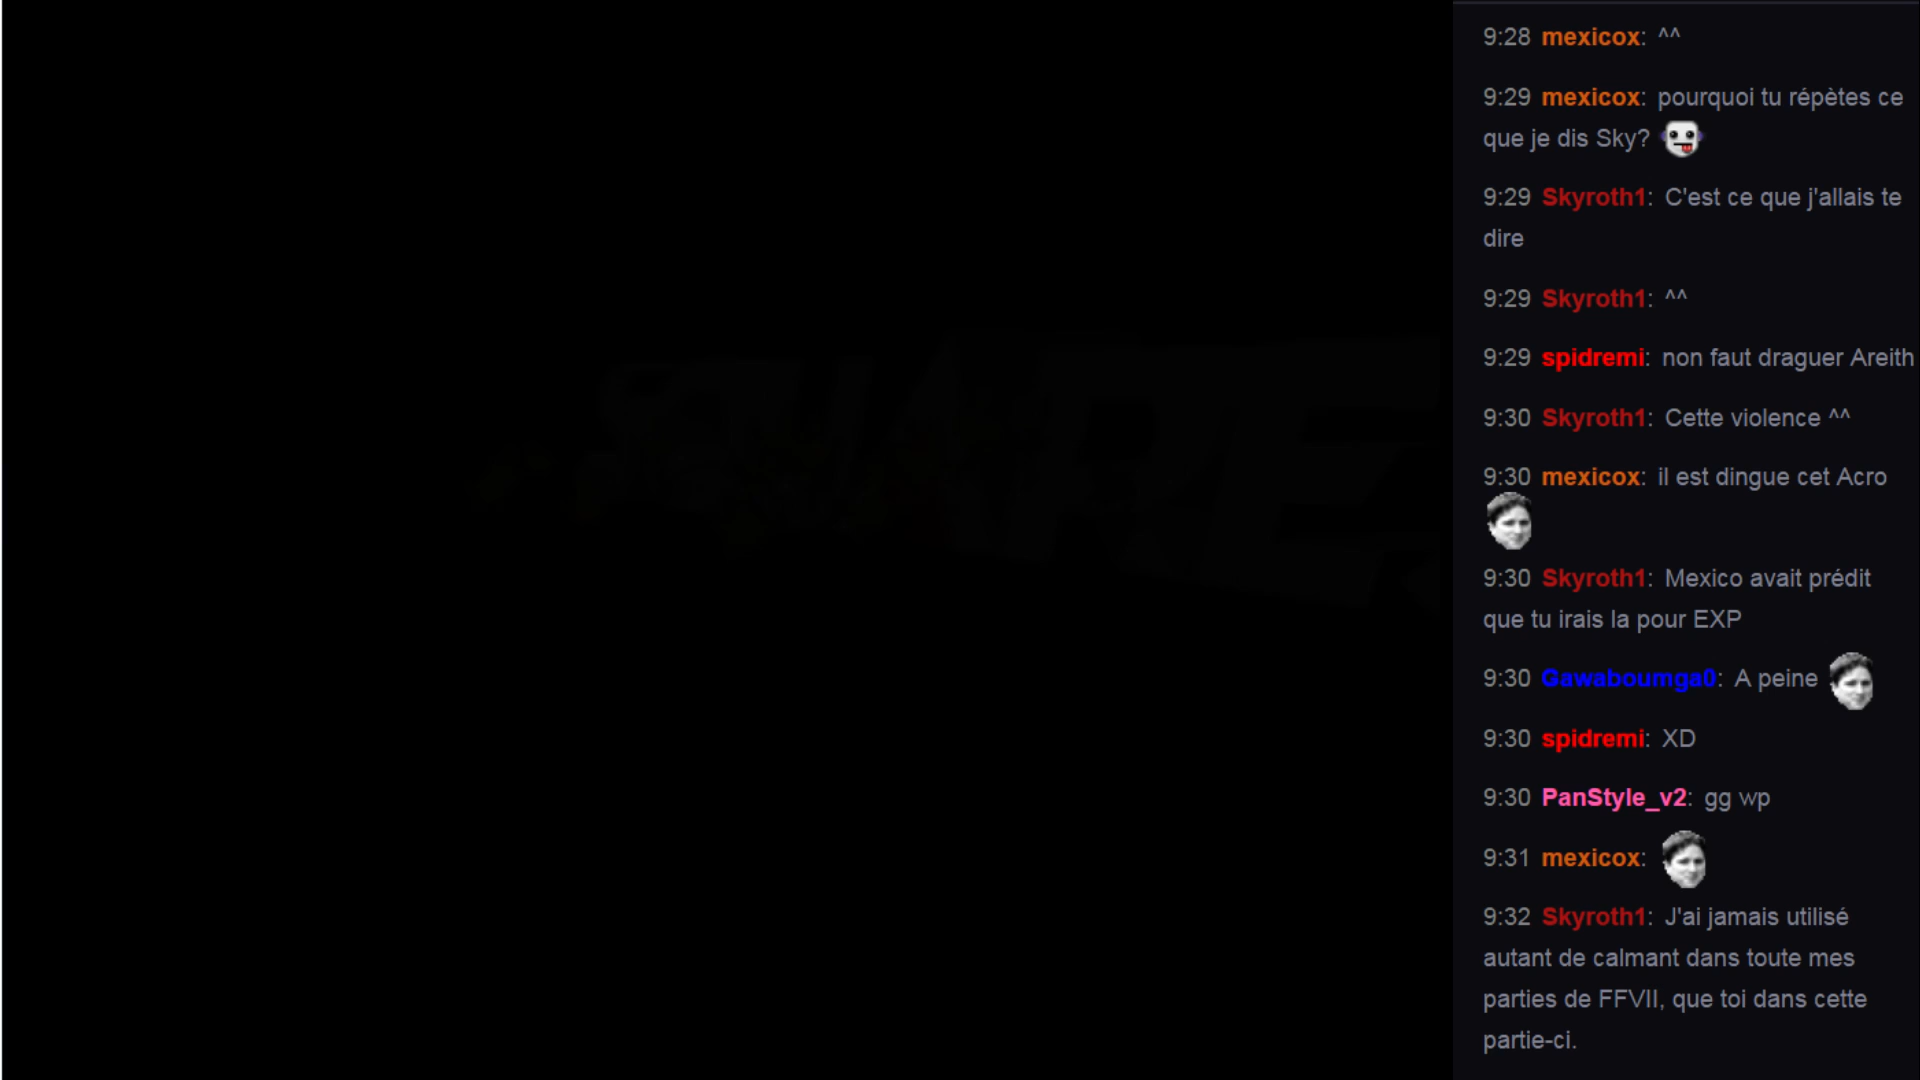 9:28 mexicox: ^^
9:29 mexicox: pourquoi tu répètes ce
que je dis Sky?
9:29 Skyroth1: C'est ce que j'allais te
dire
9:29 Skyroth1: ^^
9:29 spidremi: non faut draguer Areith
9:30 Skyroth1: Cette violence ^^
9:30 mexicox: il est dingue cet Acro
9:30 Skyroth1: Mexico avait prédit
que tu irais la pour EXP
9:30 Gawaboumga0: A peine
9:30 spidremi: XD
9:30 PanStyle_v2: gg wp
9:31 mexicox:
9:32 Skyroth1: J'ai jamais utilisé
autant de calmant dans toute mes
parties de FFVII, que toi dans cette
partie-ci.